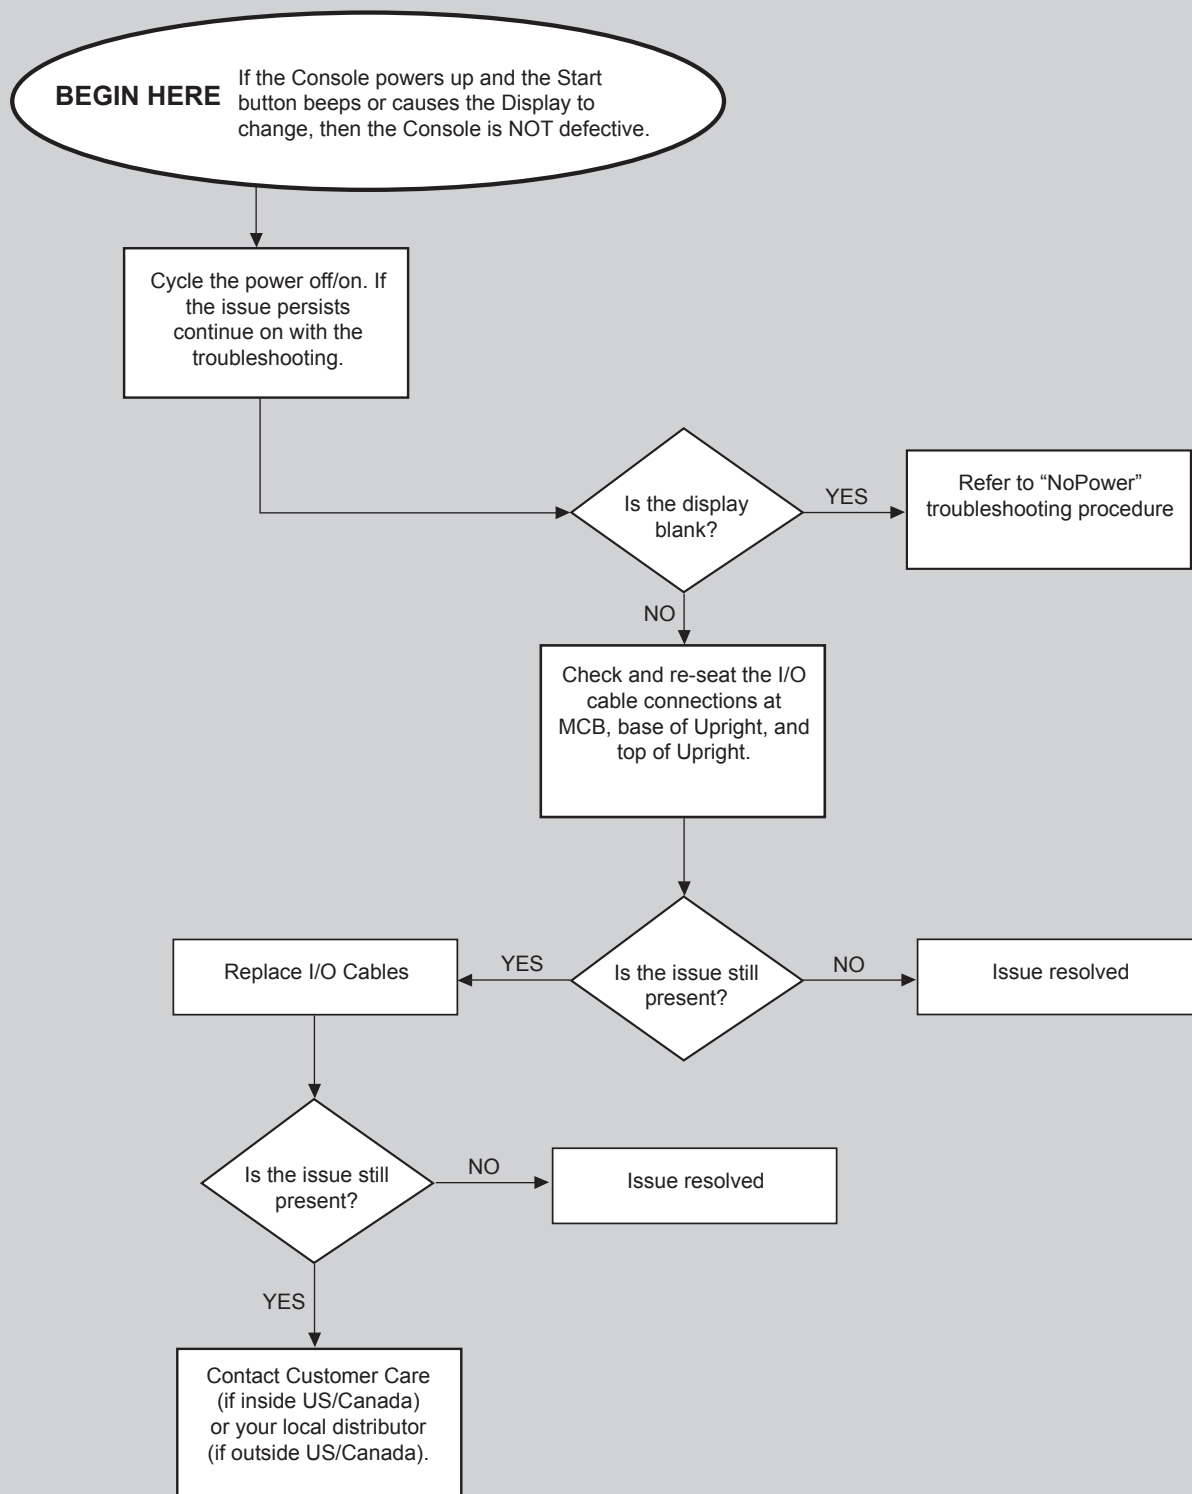 BEGIN HERE
If the Console powers up and the Start
button beeps or causes the Display to
change, then the Console is NOT defective.
Cycle the power off/on. If
the issue persists
continue on with the
troubleshooting.
Is the display
blank?
YES
Refer to “NoPower”
troubleshooting procedure
NO
Check and re-seat the I/O
cable connections at
MCB, base of Upright, and
top of Upright.
Is the issue still
present?
NO
Issue resolved
YES
Replace I/O Cables
Is the issue still
present?
NO
Issue resolved
YES
Contact Customer Care
(if inside US/Canada)
or your local distributor
(if outside US/Canada).